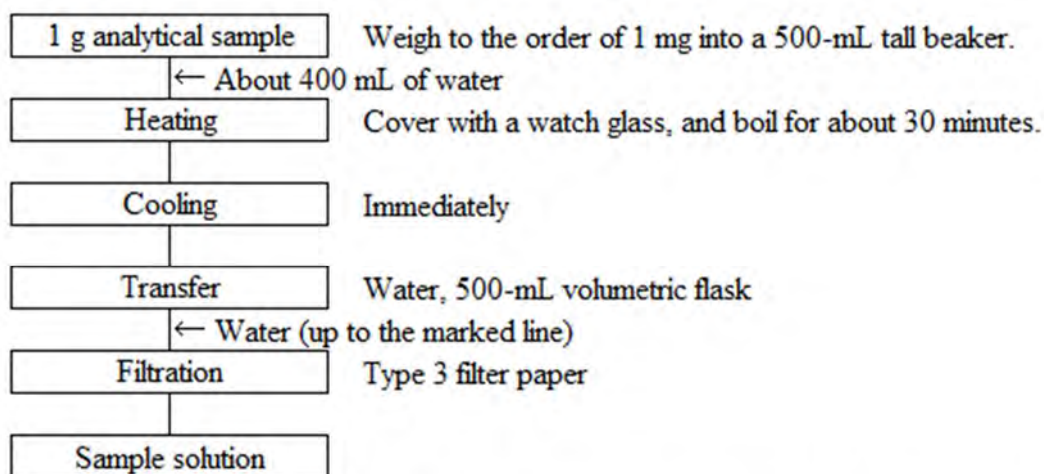 1 g analytical sample Weigh to the order of 1 mg into a 500-mL tall beaker.
← About 400 mL of water
Heating Cover with a watch glass, and boil for about 30 minutes.
Cooling Immediately
Transfer Water, 500-mL volumetric flask
← Water (up to the marked line)
Filtration Type 3 filter paper
Sample solution